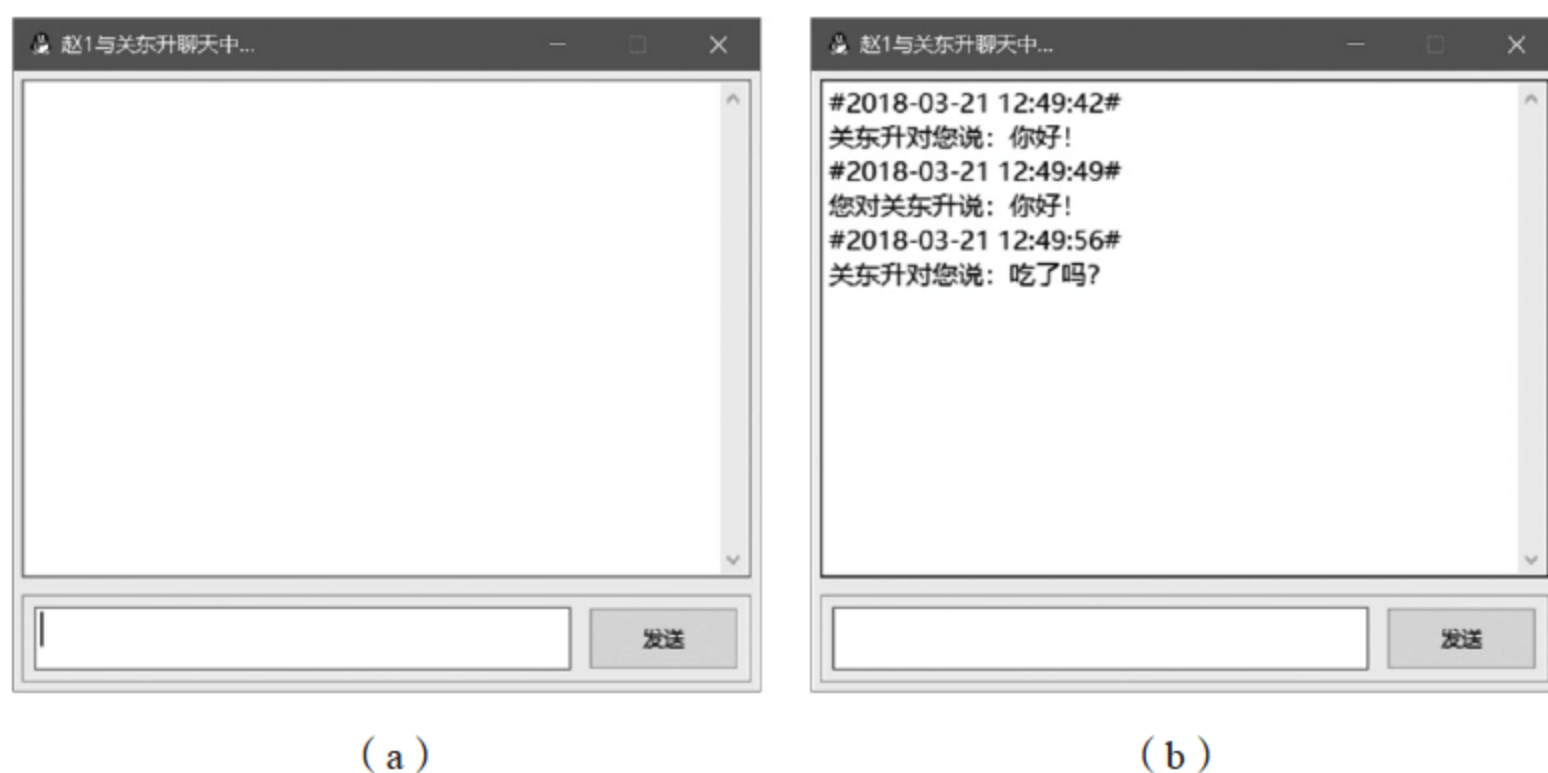 赵1与关东升聊天中...
发送
赵1与关东升聊天中...
#2018-03-21 12:49:42#
关东升对您说：你好！
#2018-03-21 12:49:49#
您对关东升说：你好！
#2018-03-21 12:49:56#
关东升对您说：吃了吗？
发送
（a）
（b）